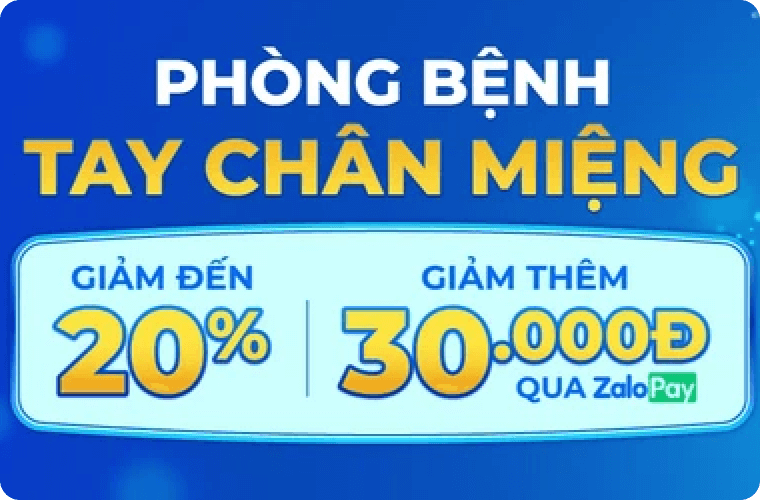 PHÒNG BỆNH
TAY CHÂN MIỆNG
GIẢM ĐẾN
20%
GIẢM THÊM
30.000Đ
QUA ZaloPay